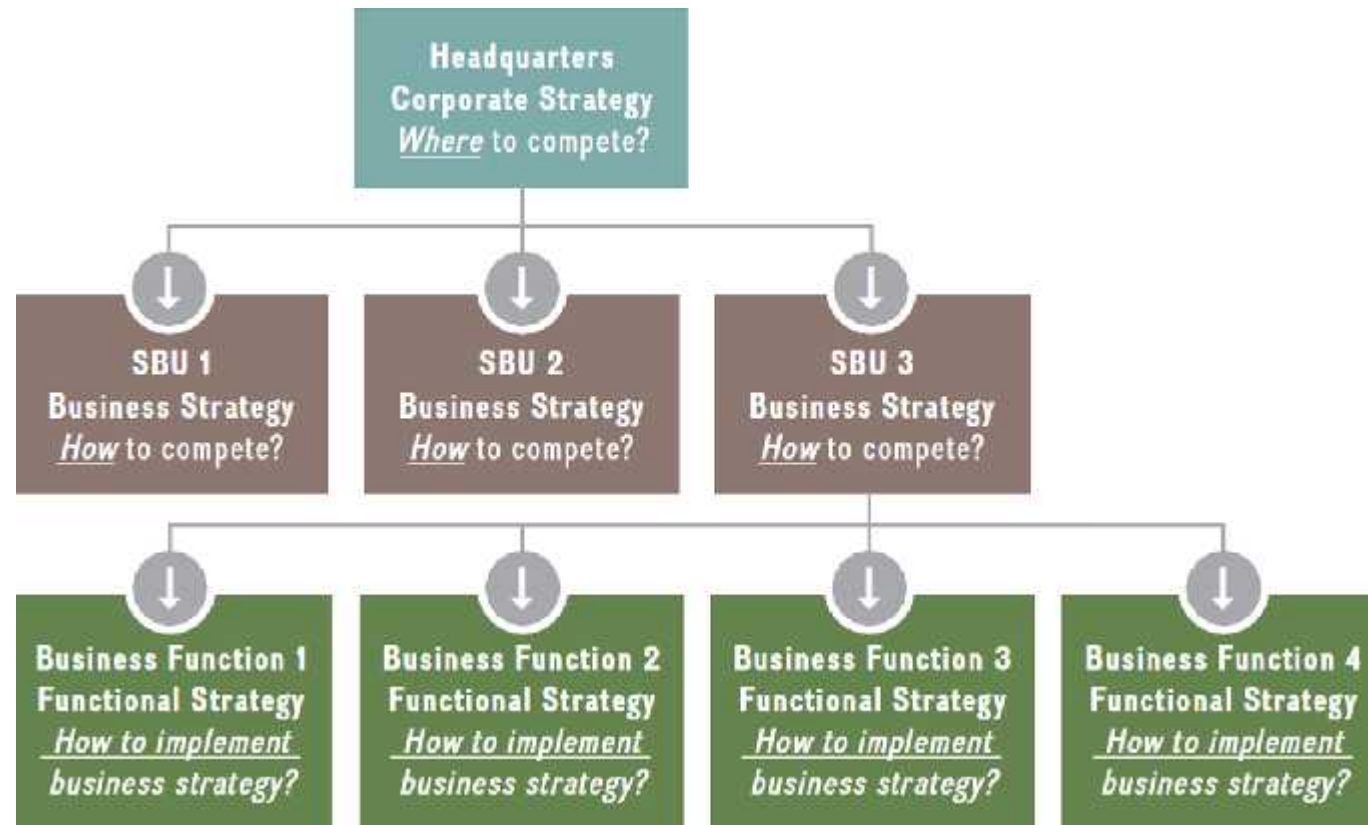 Headquarters
Corporate Strategy
Where to compete?
SBU 1
Business Strategy
How to compete?
SBU 2
Business Strategy
How to compete?
SBU 3
Business Strategy
How to compete?
Business Function 1
Functional Strategy
How to implement
business strategy?
Business Function 2
Functional Strategy
How to implement
business strategy?
Business Function 3
Functional Strategy
How to implement
business strategy?
Business Function 4
Functional Strategy
How to implement
business strategy?